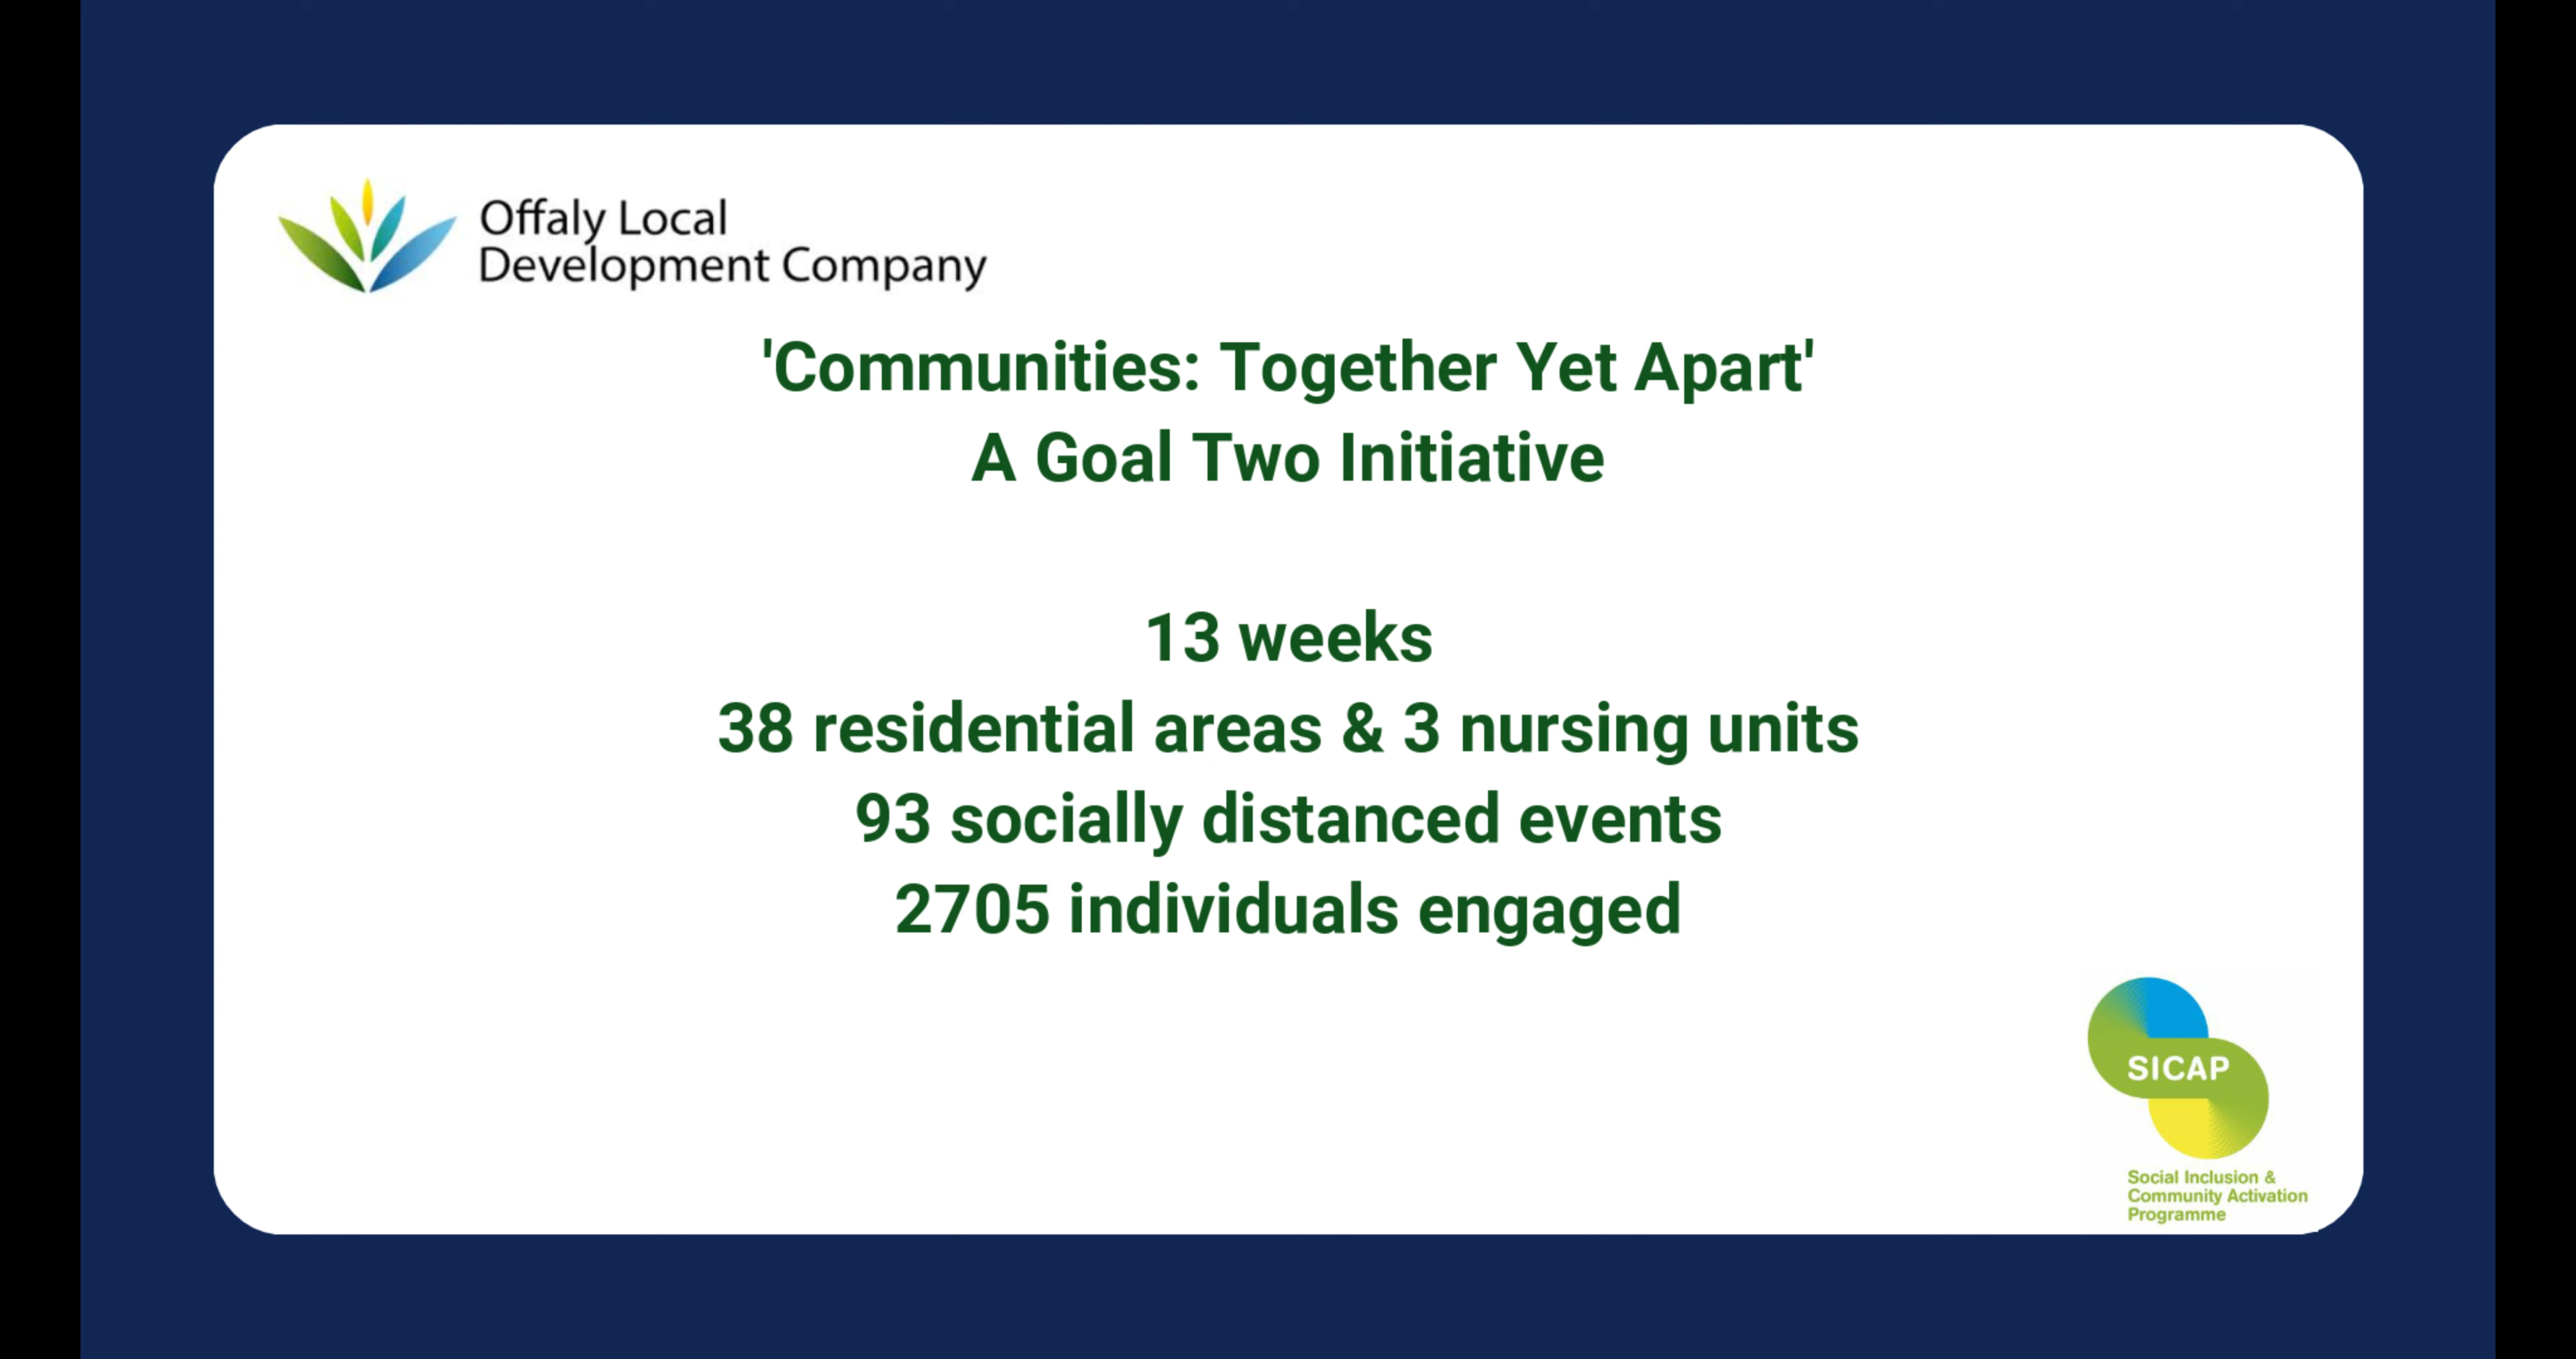 Offaly Local
Development Company
'Communities: Together Yet Apart'
A Goal Two Initiative
13 weeks
38 residential areas & 3 nursing units
93 socially distanced events
2705 individuals engaged
SICAP
Social Inclusion &
Community Activation
Programme